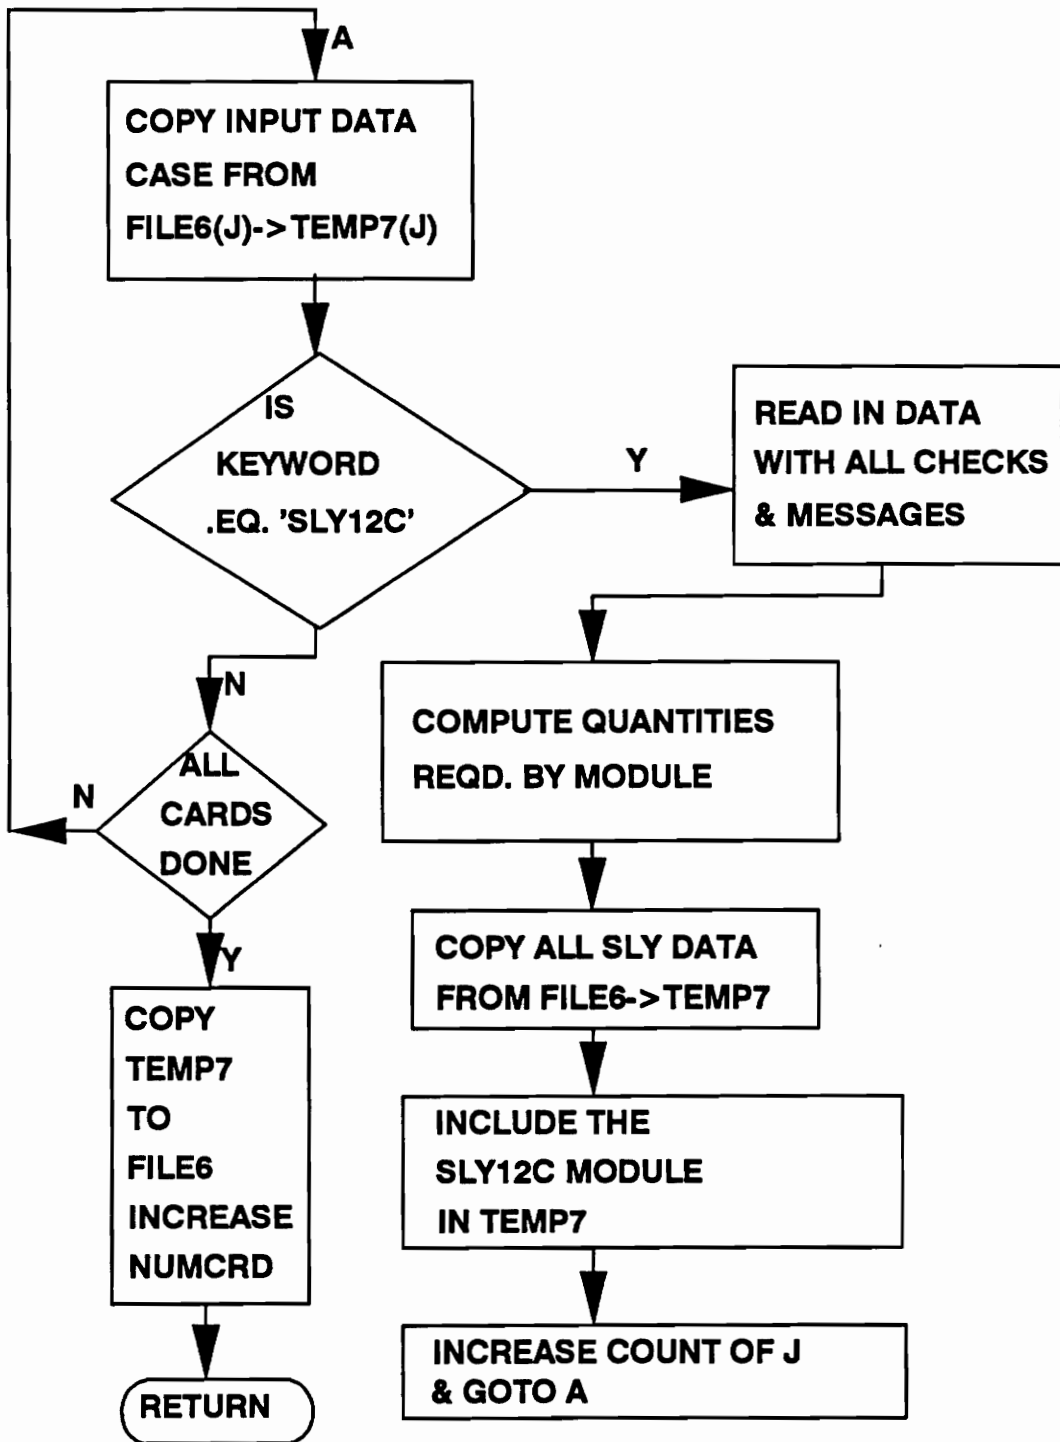 A
COPY INPUT DATA
CASE FROM
FILE6(J)->TEMP7(J)
IS
KEYWORD
.EQ. 'SLY12C'
Y
READ IN DATA
WITH ALL CHECKS
& MESSAGES
N
ALL
CARDS
DONE
N
Y
COPY
TEMP7
TO
FILE6
INCREASE
NUMCRD
RETURN
COMPUTE QUANTITIES
REQD. BY MODULE
COPY ALL SLY DATA
FROM FILE6->TEMP7
INCLUDE THE
SLY12C MODULE
IN TEMP7
INCREASE COUNT OF J
& GOTO A